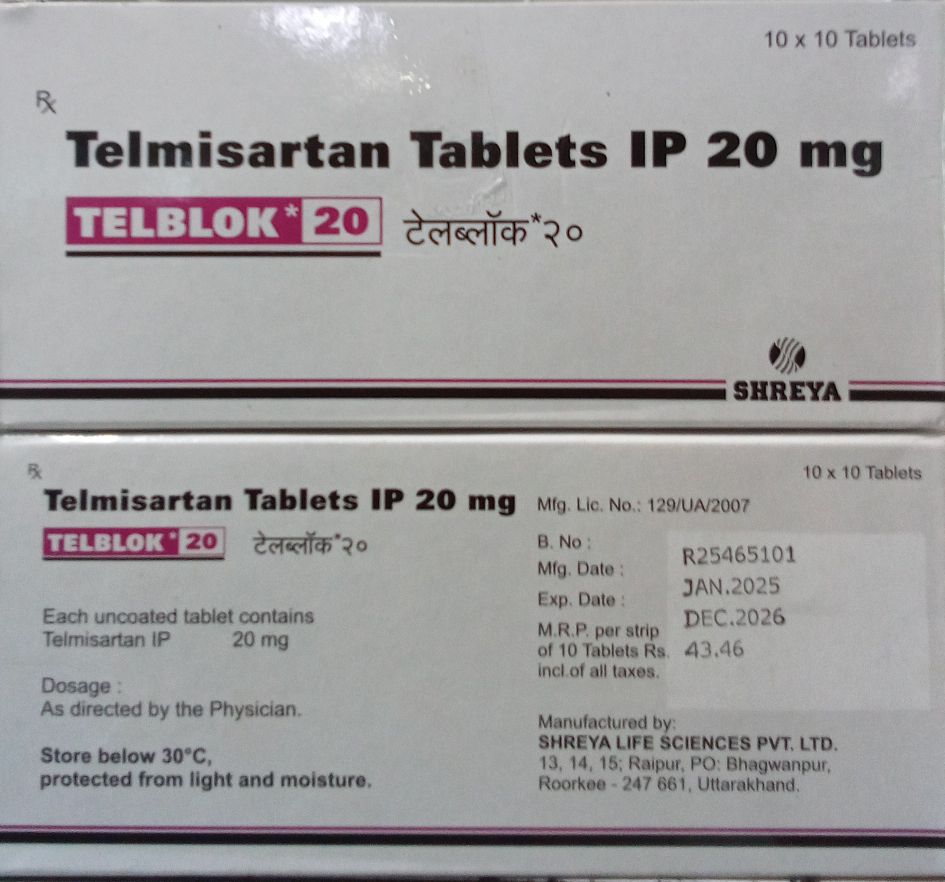 10 x 10 Tablets
Rx
Telmisartan Tablets IP 20 mg
TELBLOK* 20 टेलब्लॉक*२०
SHREYA
Rx
10 x 10 Tablets
Telmisartan Tablets IP 20 mg
TELBLOK* 20 टेलब्लॉक*२०
Each uncoated tablet contains
Telmisartan IP 20 mg
Dosage :
As directed by the Physician.
Store below 30°C,
protected from light and moisture.
Mfg. Lic. No.: 129/UA/2007
B. No : R25465101
Mfg. Date : JAN.2025
Exp. Date : DEC.2026
M.R.P. per strip
of 10 Tablets Rs. 43.46
incl.of all taxes.
Manufactured by:
SHREYA LIFE SCIENCES PVT. LTD.
13, 14, 15; Raipur, PO: Bhagwanpur,
Roorkee - 247 661, Uttarakhand.